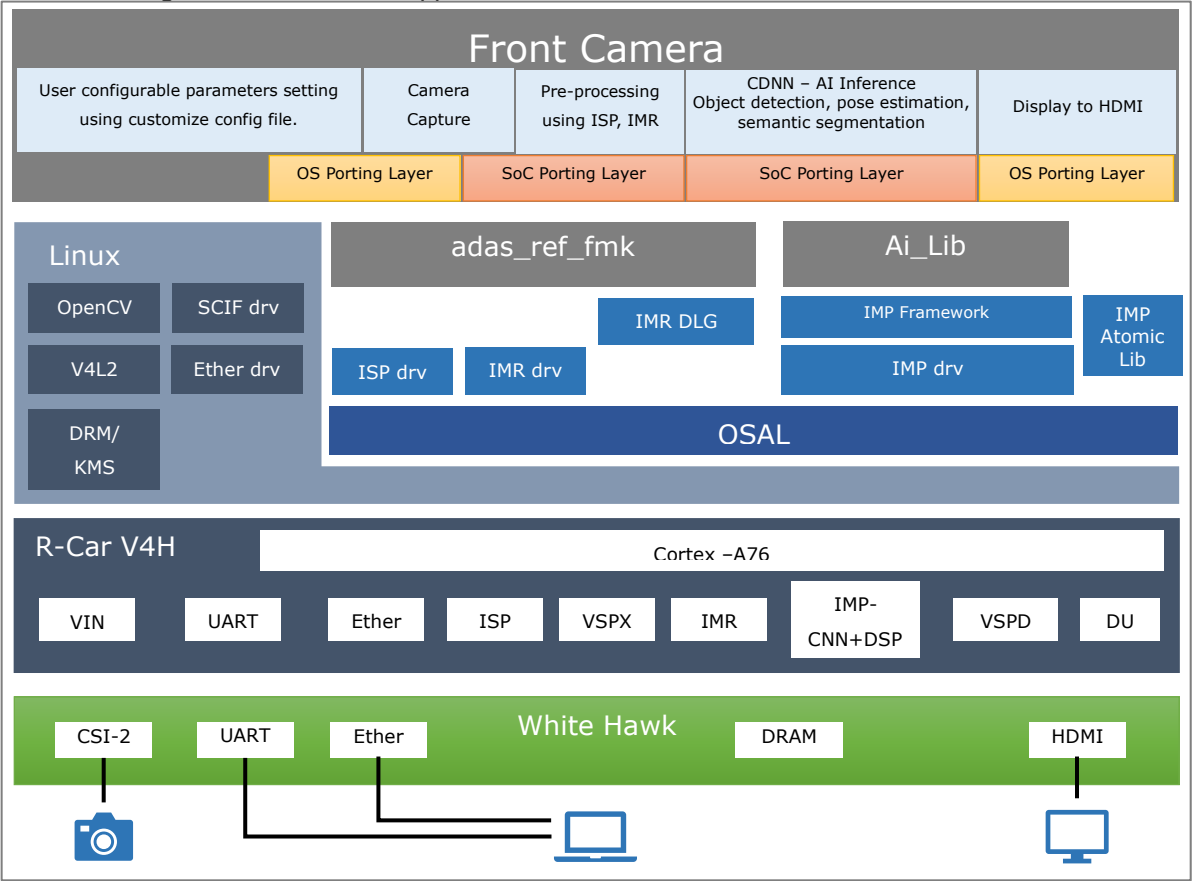 Front Camera
User configurable parameters setting
using customize config file.
Camera
Capture
Pre-processing
using ISP, IMR
CDNN – AI Inference
Object detection, pose estimation,
semantic segmentation
Display to HDMI
OS Porting Layer
SoC Porting Layer
SoC Porting Layer
OS Porting Layer
Linux
OpenCV
SCIF drv
V4L2
Ether drv
DRM/
KMS
adas_ref_fmk
Ai_Lib
IMR DLG
IMP Framework
IMP
Atomic
Lib
ISP drv
IMR drv
IMP drv
OSAL
R-Car V4H
Cortex –A76
VIN
UART
Ether
ISP
VSPX
IMR
IMP-
CNN+DSP
VSPD
DU
White Hawk
CSI-2
UART
Ether
DRAM
HDMI